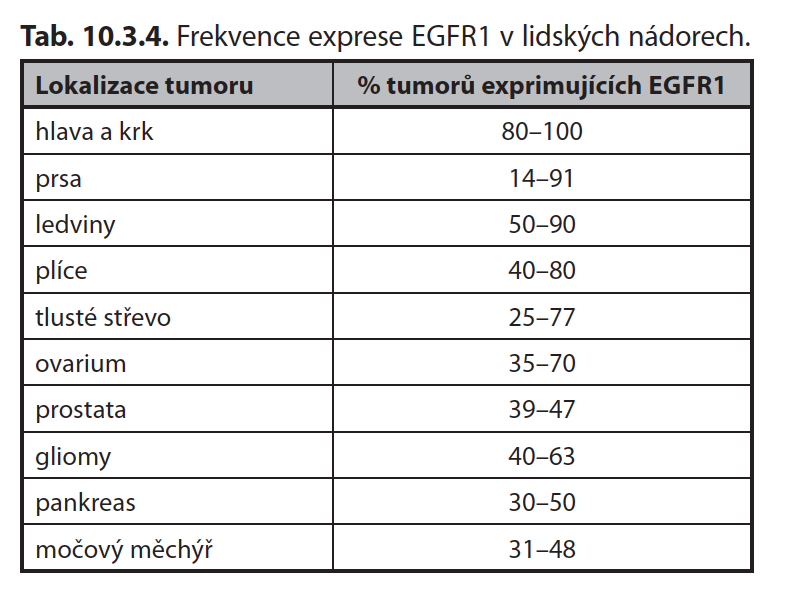 Tab. 10.3.4. Frekvence exprese EGFR1 v lidských nádorech.
Lokalizace tumoru % tumorů exprimujících EGFR1
hlava a krk 80–100
prsa 14–91
ledviny 50–90
plíce 40–80
tlusté střevo 25–77
ovarium 35–70
prostata 39–47
gliomy 40–63
pankreas 30–50
močový měchýř 31–48